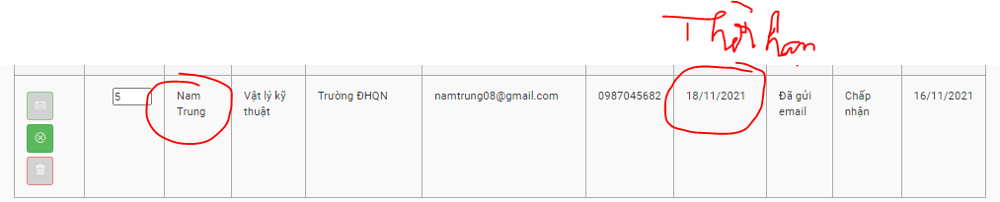 Thời hạn
5 Nam Trung Vật lý kỹ thuật Trường ĐHQN namtrung08@gmail.com 0987045682 18/11/2021 Đã gửi email Chấp nhận 16/11/2021